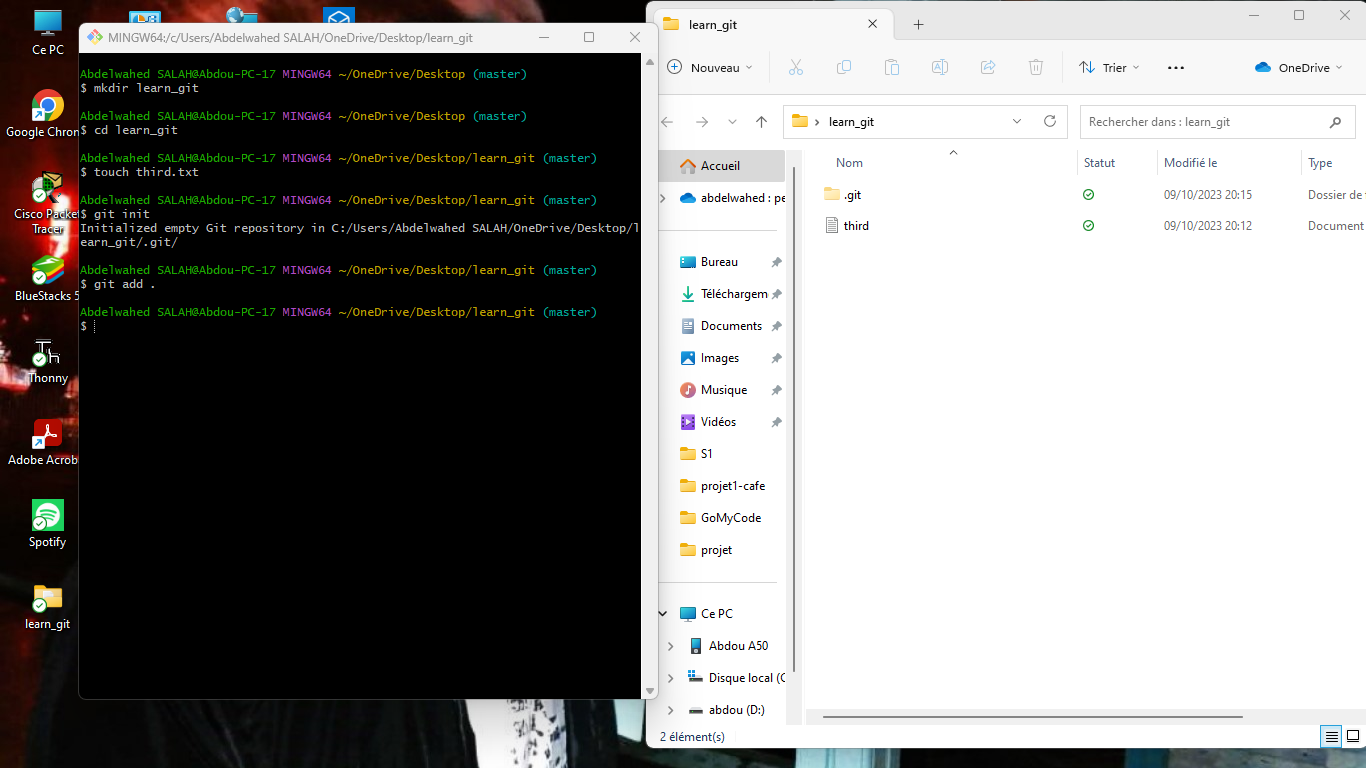 Ce PC
Google Chron
Cisco Packe
Tracer
BlueStacks 5
Thonny
Adobe Acrob
Spotify
learn_git
MINGW64:/c/Users/Abdelwahed SALAH/OneDrive/Desktop/learn_git
Abdelwahed SALAH@Abdou-PC-17 MINGW64 ~/OneDrive/Desktop (master)
$ mkdir learn_git
Abdelwahed SALAH@Abdou-PC-17 MINGW64 ~/OneDrive/Desktop (master)
$ cd learn_git
Abdelwahed SALAH@Abdou-PC-17 MINGW64 ~/OneDrive/Desktop/learn_git (master)
$ touch third.txt
Abdelwahed SALAH@Abdou-PC-17 MINGW64 ~/OneDrive/Desktop/learn_git (master)
$ git init
Initialized empty Git repository in C:/Users/Abdelwahed SALAH/OneDrive/Desktop/l
earn_git/.git/
Abdelwahed SALAH@Abdou-PC-17 MINGW64 ~/OneDrive/Desktop/learn_git (master)
$ git add .
Abdelwahed SALAH@Abdou-PC-17 MINGW64 ~/OneDrive/Desktop/learn_git (master)
$
learn_git
Nouveau
Trier
OneDrive
learn_git
Rechercher dans : learn_git
Accueil
abdelwahed : pe
Bureau
Téléchargem
Documents
Images
Musique
Vidéos
S1
projet1-cafe
GoMyCode
projet
Ce PC
Abdou A50
Disque local (C
abdou (D:)
Nom Statut Modifié le Type
.git 09/10/2023 20:15 Dossier de
third 09/10/2023 20:12 Document
2 élément(s)